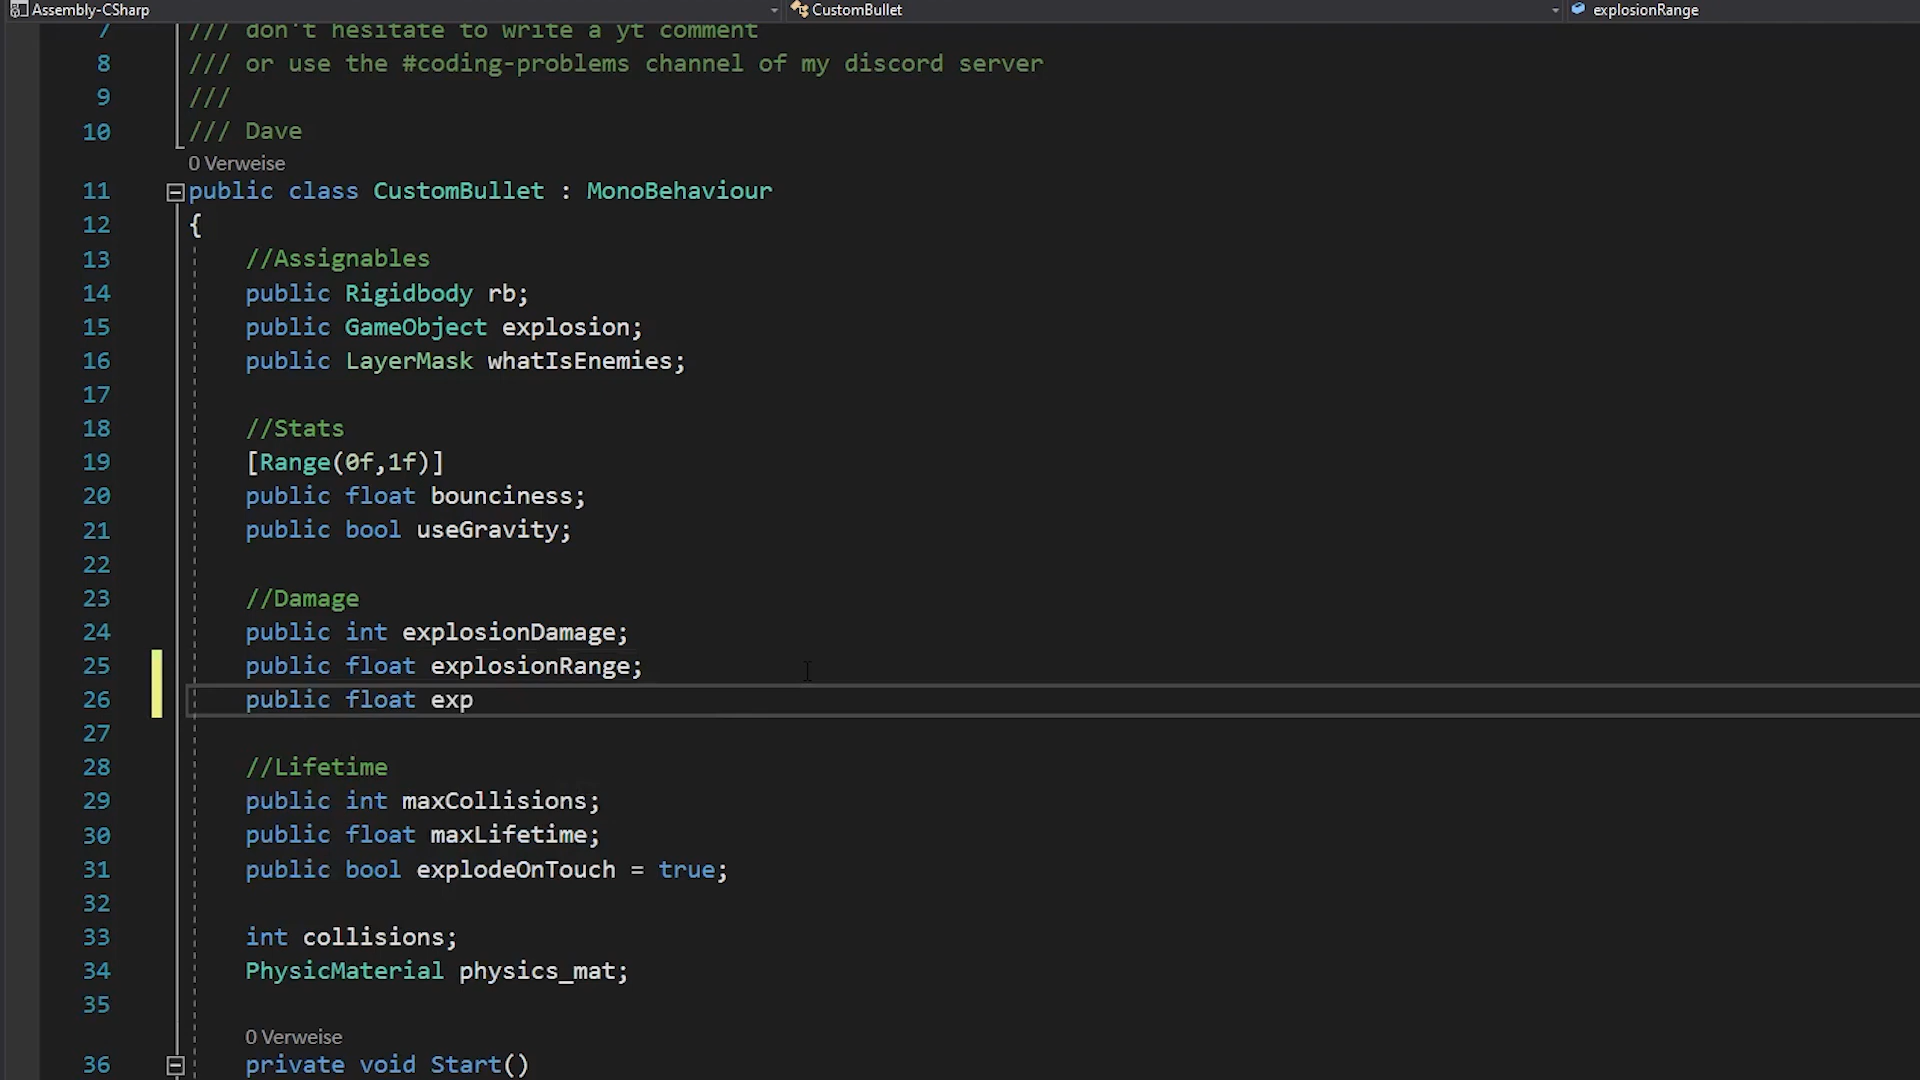 Assembly-CSharp CustomBullet explosionRange
7 /// don't hesitate to write a yt comment
8 /// or use the #coding-problems channel of my discord server
9 ///
10 /// Dave
0 Verweise
11 public class CustomBullet : MonoBehaviour
12 {
13 //Assignables
14 public Rigidbody rb;
15 public GameObject explosion;
16 public LayerMask whatIsEnemies;
17
18 //Stats
19 [Range(0f,1f)]
20 public float bounciness;
21 public bool useGravity;
22
23 //Damage
24 public int explosionDamage;
25 public float explosionRange;
26 public float exp
27
28 //Lifetime
29 public int maxCollisions;
30 public float maxLifetime;
31 public bool explodeOnTouch = true;
32
33 int collisions;
34 PhysicMaterial physics_mat;
35
0 Verweise
36 private void Start()